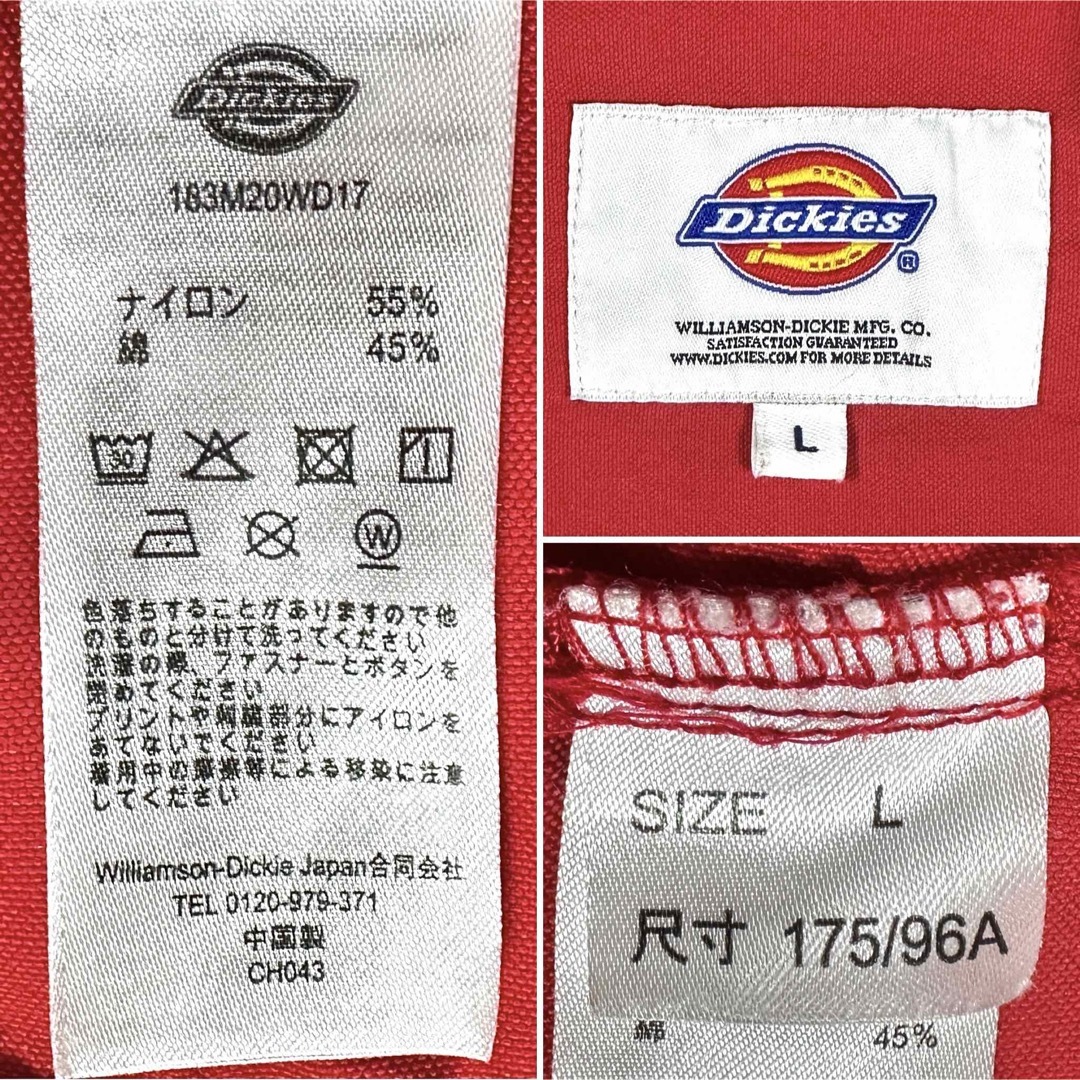 Dickies
183M20WD17
ナイロン 55%
綿 45%
30
W
色落ちすることがありますので他
のものと分けて洗ってください
洗濯の際、ファスナーとボタンを
閉めてください
プリントや刺繍部分にアイロンを
あてないでください
着用中の摩擦等による移染に注意
してください
Williamson-Dickie Japan合同会社
TEL 0120-979-371
中国製
CH043
Dickies
®
WILLIAMSON-DICKIE MFG. CO.
SATISFACTION GUARANTEED
WWW.DICKIES.COM FOR MORE DETAILS
L
SIZE L
尺寸 175/96A
綿 45%